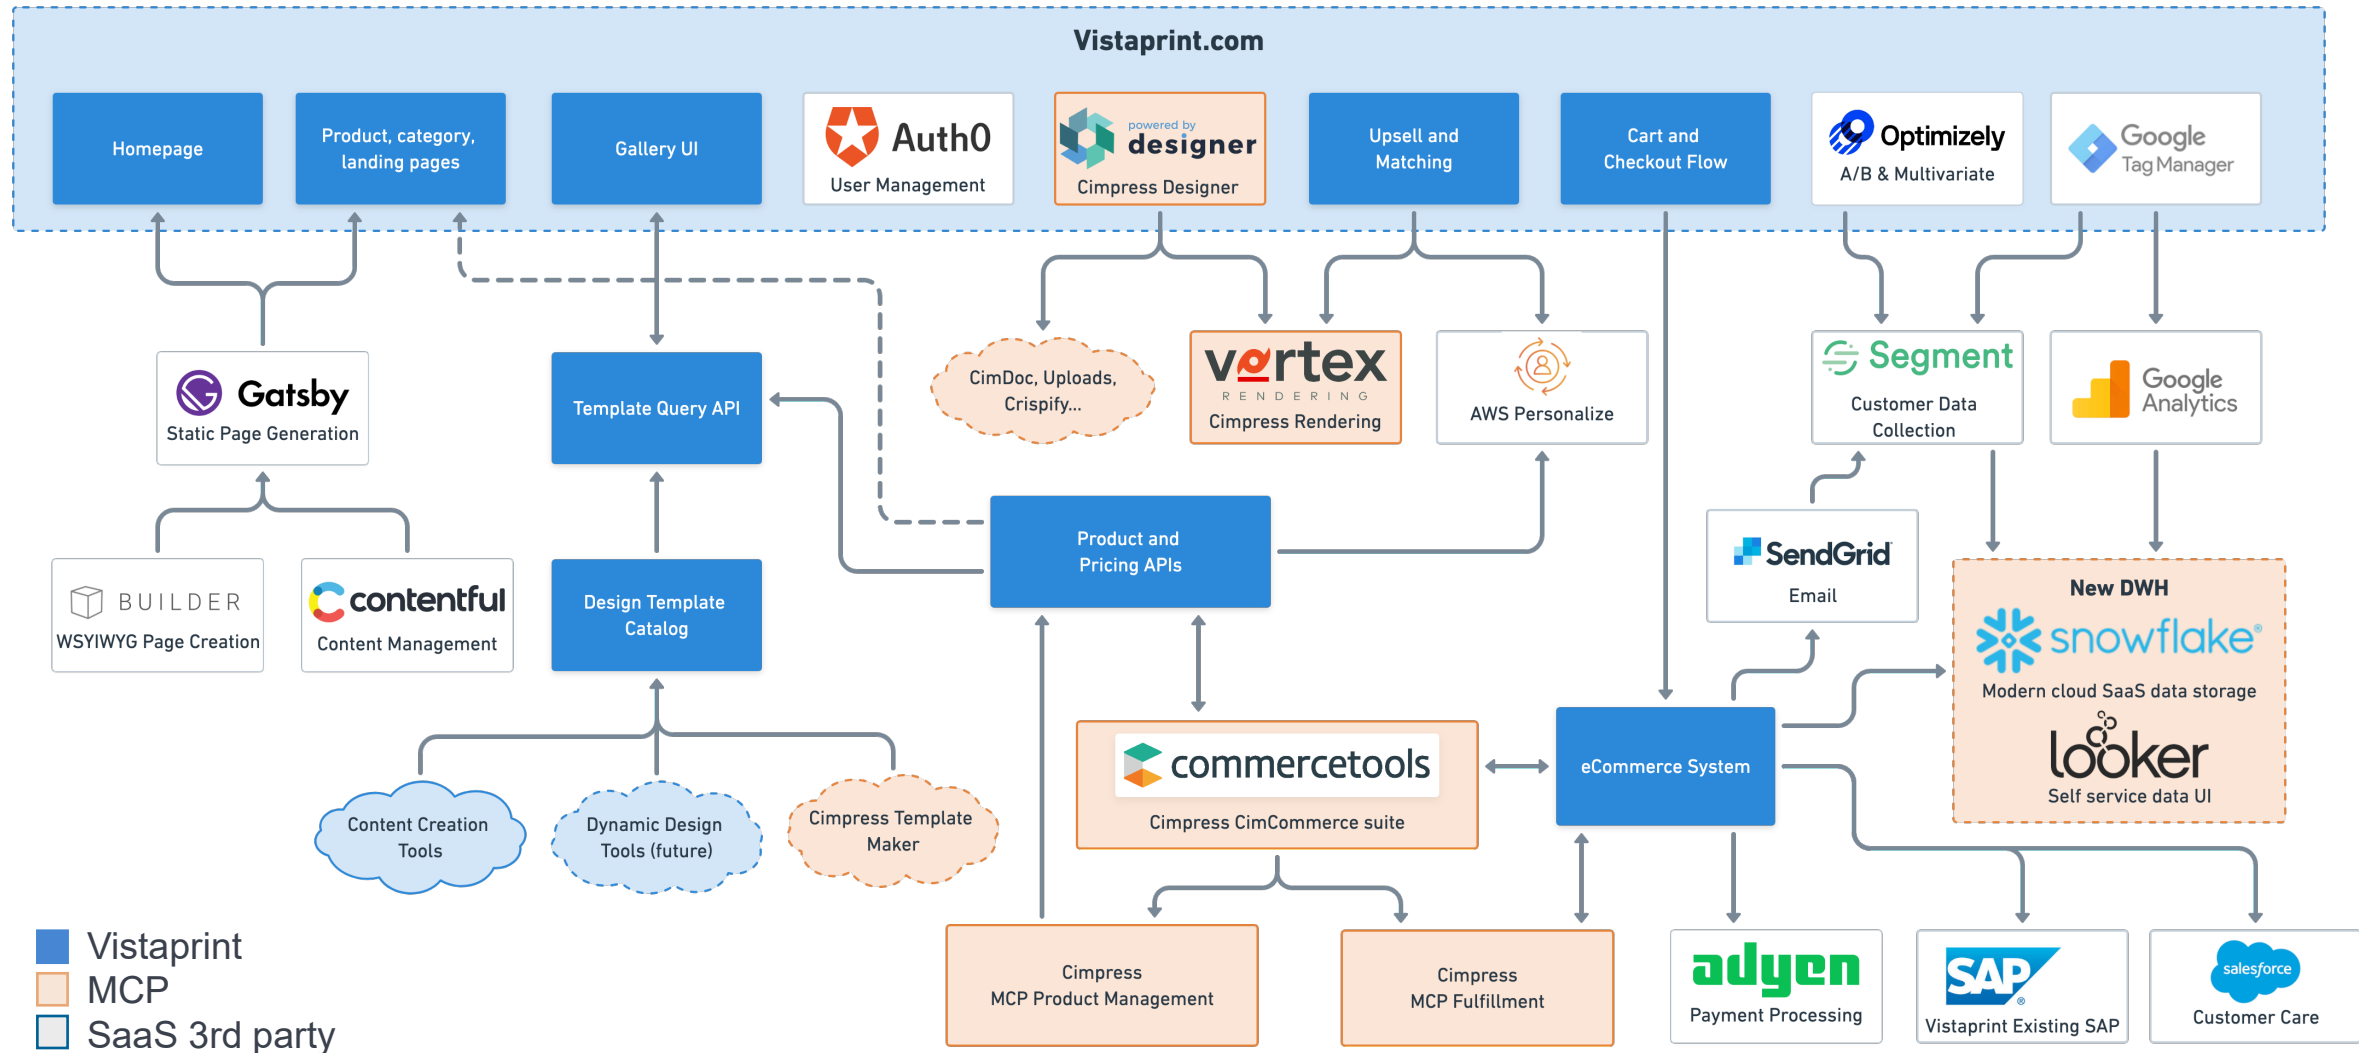 Vistaprint.com
Homepage
Product, category,
landing pages
Gallery UI
Auth0
User Management
powered by
designer
Cimpress Designer
Upsell and
Matching
Cart and
Checkout Flow
Optimizely
A/B & Multivariate
Google
Tag Manager
Gatsby
Static Page Generation
Template Query API
CimDoc, Uploads,
Crispify...
vortex
RENDERING
Cimpress Rendering
AWS Personalize
Segment
Customer Data
Collection
Google
Analytics
BUILDER
WSYIWYG Page Creation
contentful
Content Management
Design Template
Catalog
Product and
Pricing APIs
SendGrid
Email
New DWH
snowflake®
Modern cloud SaaS data storage
looker
Self service data UI
commercetools
Cimpress CimCommerce suite
eCommerce System
Content Creation
Tools
Dynamic Design
Tools (future)
Cimpress Template
Maker
Cimpress
MCP Product Management
Cimpress
MCP Fulfillment
adyen
Payment Processing
SAP®
Vistaprint Existing SAP
salesforce
Customer Care
Vistaprint
MCP
SaaS 3rd party